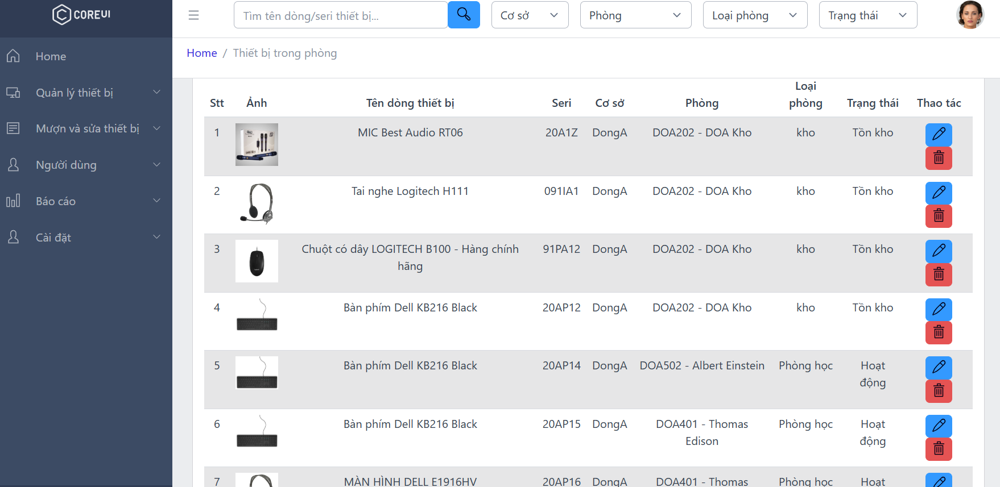 COREUI
Tìm tên dòng/seri thiết bị...
Cơ sở
Phòng
Loại phòng
Trạng thái
Home
Quản lý thiết bị
Mượn và sửa thiết bị
Người dùng
Báo cáo
Cài đặt
Home / Thiết bị trong phòng
Stt Ảnh Tên dòng thiết bị Seri Cơ sở Phòng Loại phòng Trạng thái Thao tác
1 MIC Best Audio RT06 20A1Z DongA DOA202 - DOA Kho kho Tồn kho
2 Tai nghe Logitech H111 091IA1 DongA DOA202 - DOA Kho kho Tồn kho
3 Chuột có dây LOGITECH B100 - Hàng chính 91PA12 DongA DOA202 - DOA Kho kho Tồn kho
hãng
4 Bàn phím Dell KB216 Black 20AP12 DongA DOA202 - DOA Kho kho Tồn kho
5 Bàn phím Dell KB216 Black 20AP14 DongA DOA502 - Albert Einstein Phòng học Hoạt
động
6 Bàn phím Dell KB216 Black 20AP15 DongA DOA401 - Thomas Phòng học Hoạt
Edison động
7 MÀN HÌNH DELL E1916HV 20AP16 DongA DOA401 - Thomas Phòng học Hoạt